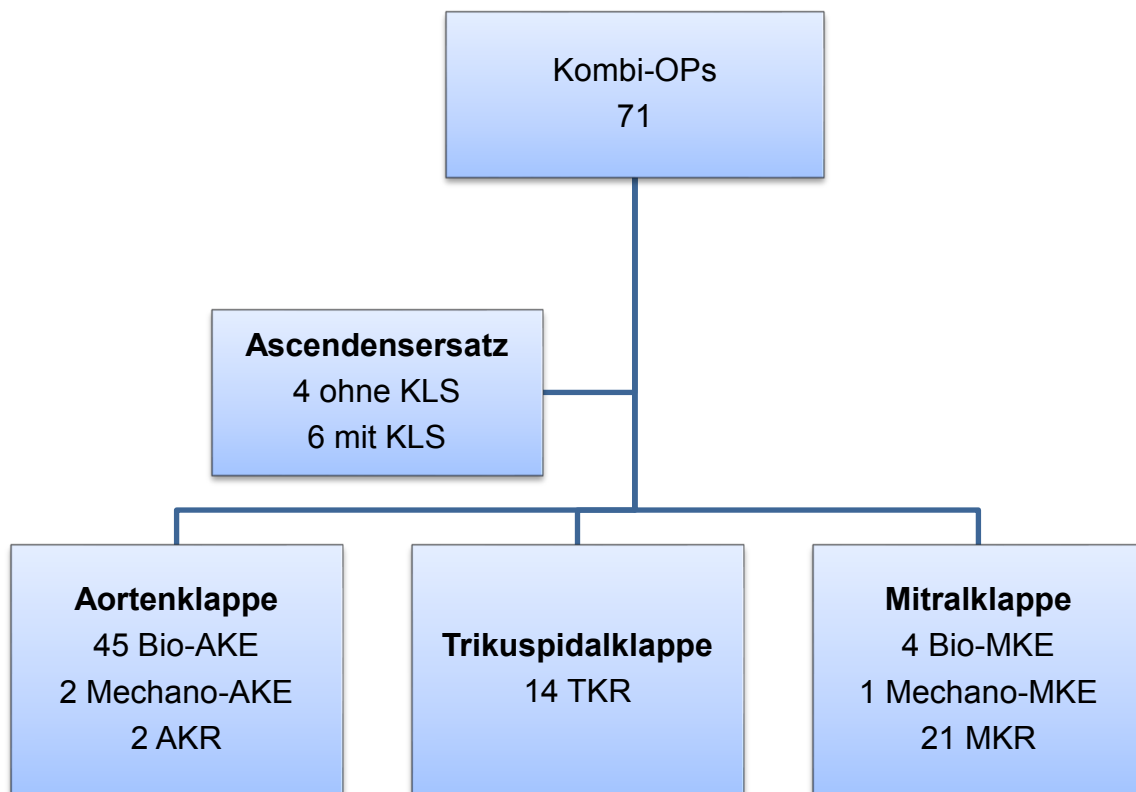 Kombi-OPs
71
Ascendensersatz
4 ohne KLS
6 mit KLS
Aortenklappe
45 Bio-AKE
2 Mechano-AKE
2 AKR
Trikuspidalklappe
14 TKR
Mitralklappe
4 Bio-MKE
1 Mechano-MKE
21 MKR